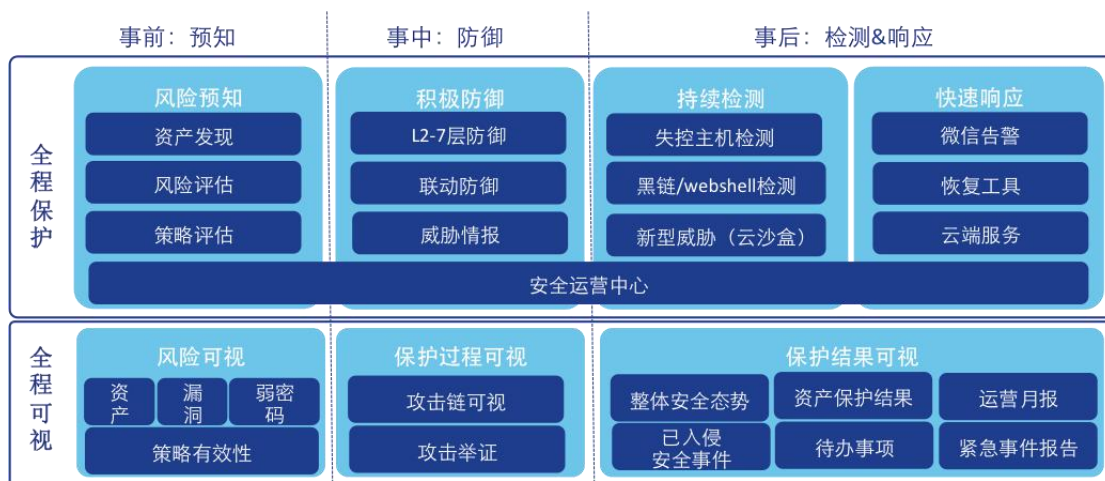 事前：预知
事中：防御
事后：检测&响应
全程保护
风险预知
资产发现
风险评估
策略评估
积极防御
L2-7层防御
联动防御
威胁情报
持续检测
失控主机检测
黑链/webshell检测
新型威胁（云沙盒）
快速响应
微信告警
恢复工具
云端服务
安全运营中心
全程可视
风险可视
资
产
漏
洞
弱密
码
策略有效性
保护过程可视
攻击链可视
攻击举证
保护结果可视
整体安全态势
资产保护结果
运营月报
已入侵
安全事件
待办事项
紧急事件报告